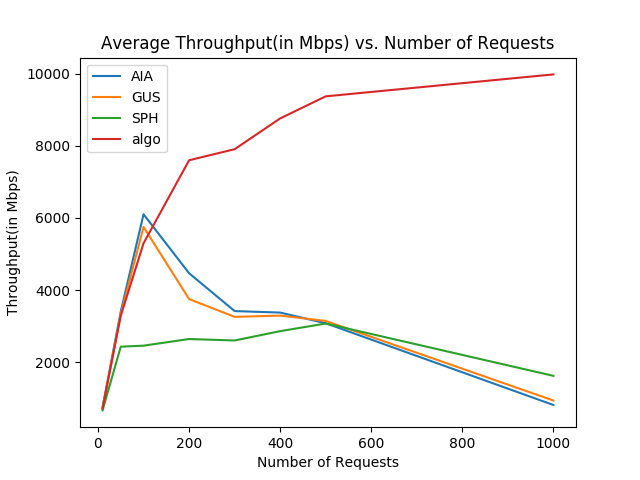 Average Throughput(in Mbps) vs. Number of Requests
AIA
GUS
SPH
algo
10000
8000
6000
4000
2000
Throughput(in Mbps)
0 200 400 600 800 1000
Number of Requests